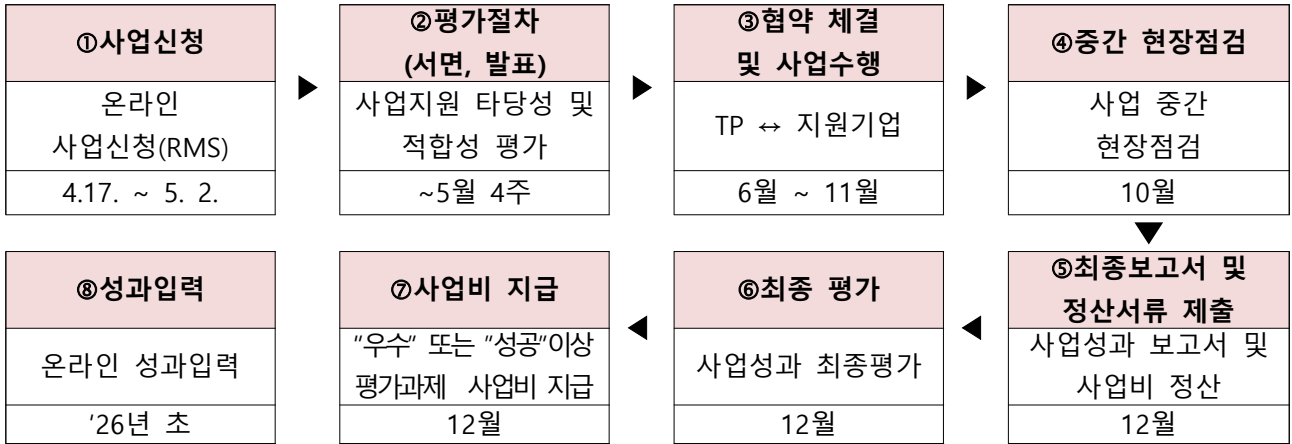 ①사업신청
온라인
사업신청(RMS)
4.17. ~ 5. 2.
▶
②평가절차
(서면, 발표)
사업지원 타당성 및
적합성 평가
~5월 4주
▶
③협약 체결
및 사업수행
TP ↔ 지원기업
6월 ~ 11월
▶
④중간 현장점검
사업 중간
현장점검
10월
▼
⑤최종보고서 및
정산서류 제출
사업성과 보고서 및
사업비 정산
12월
◀
⑥최종 평가
사업성과 최종평가
12월
◀
⑦사업비 지급
"우수" 또는 "성공"이상
평가과제 사업비 지급
12월
⑧성과입력
온라인 성과입력
'26년 초